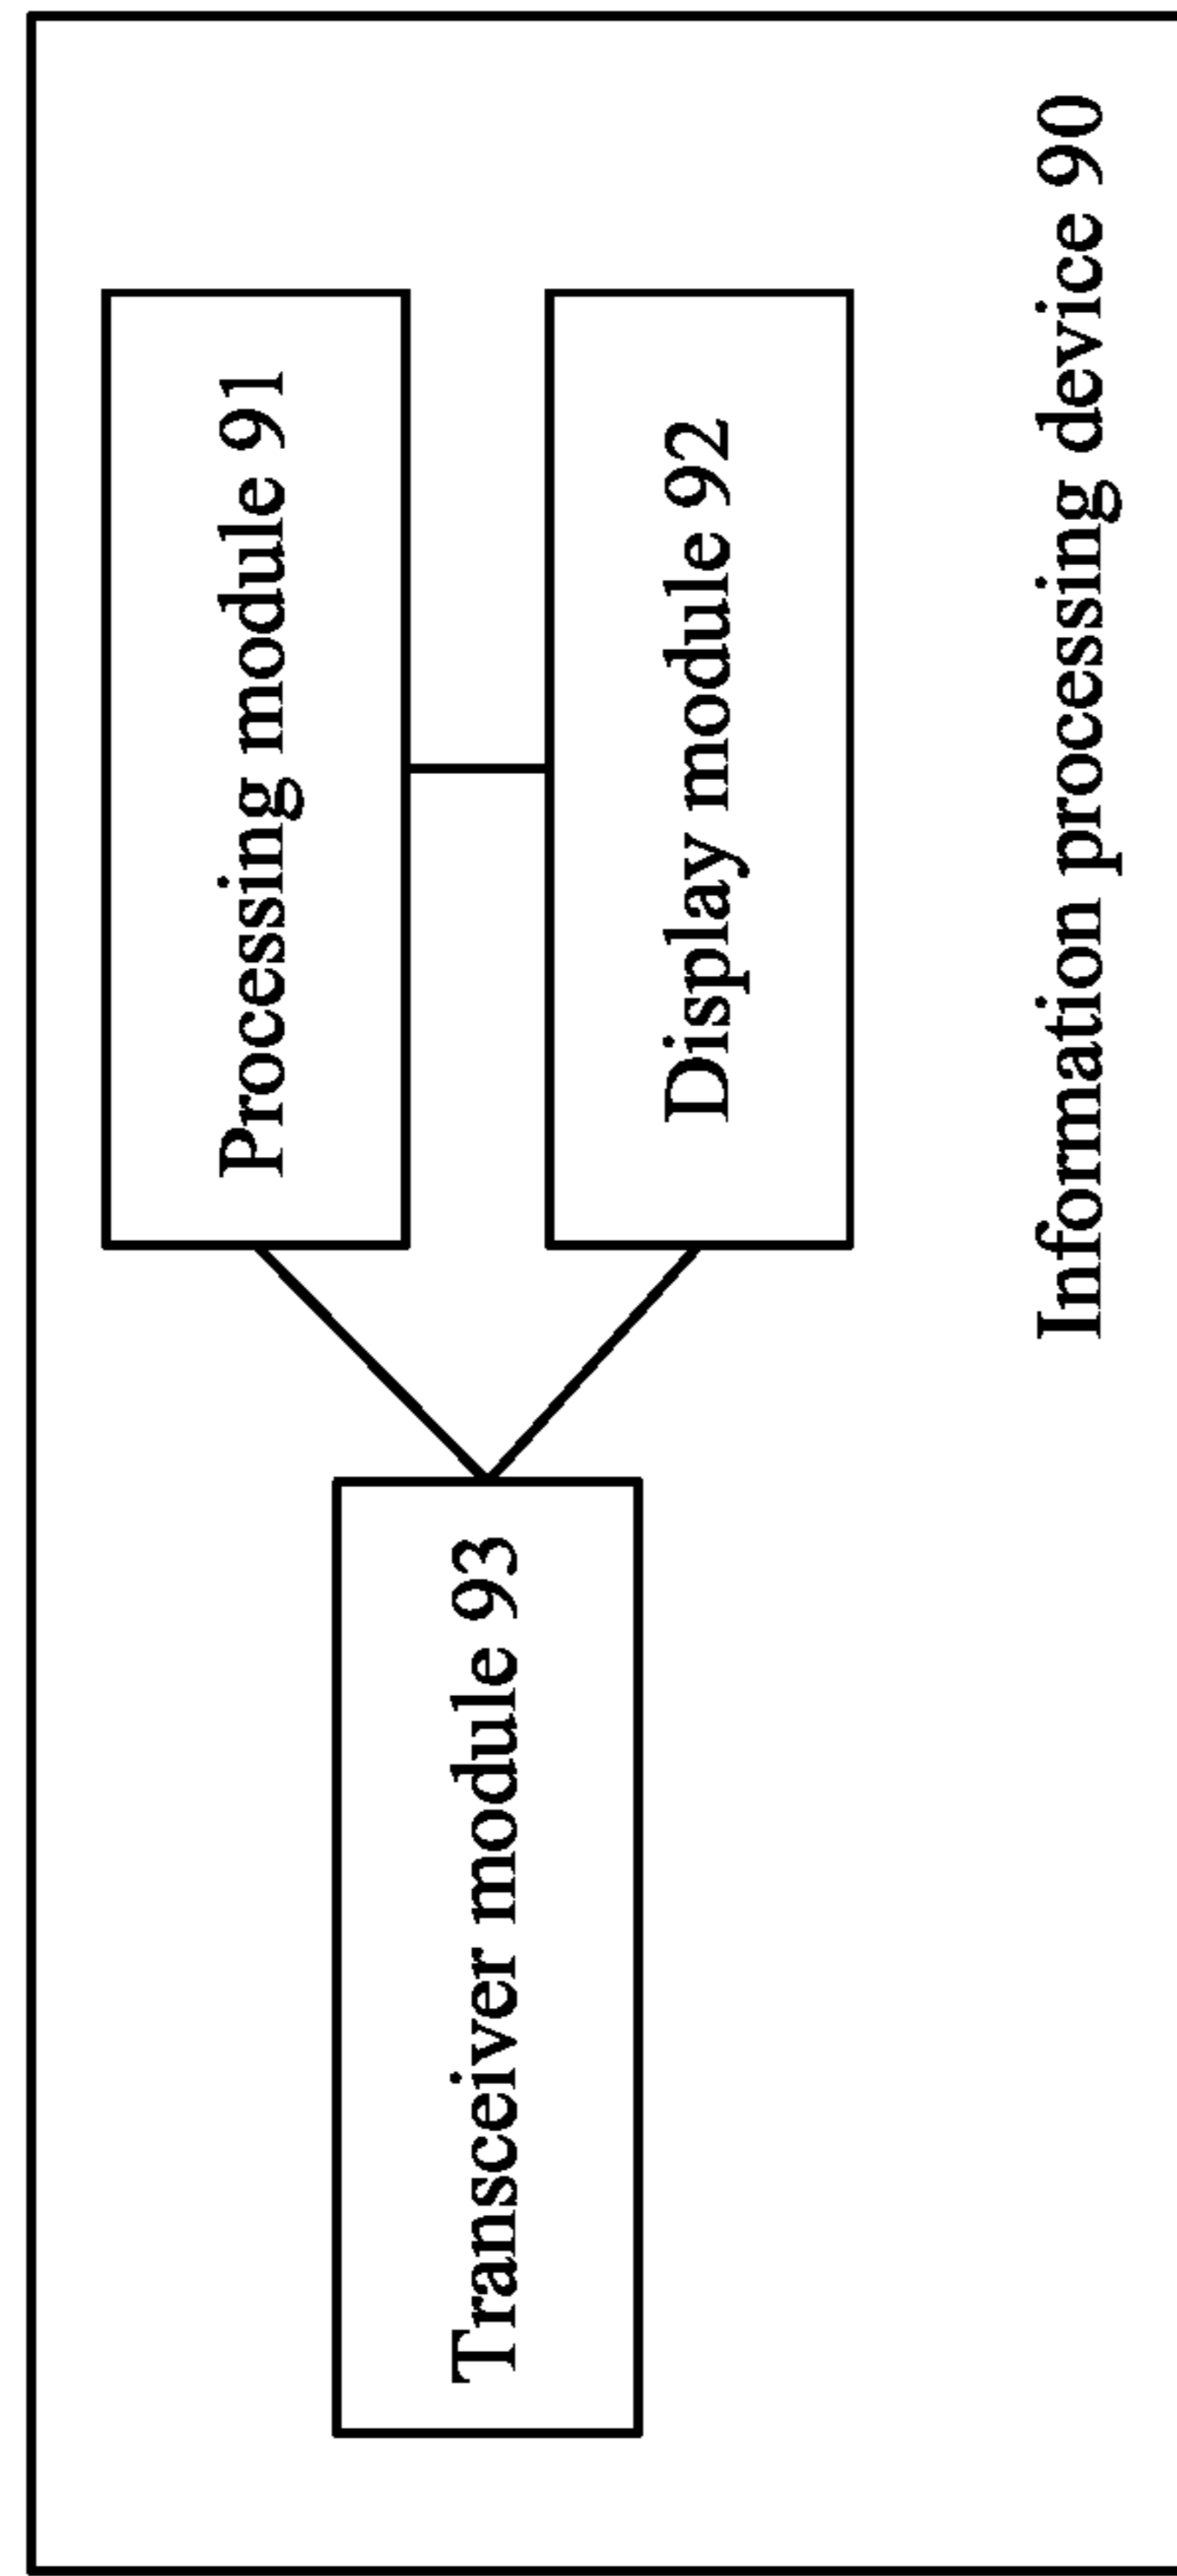 Processing module 91
Transceiver module 93
Display module 92
Information processing device 90